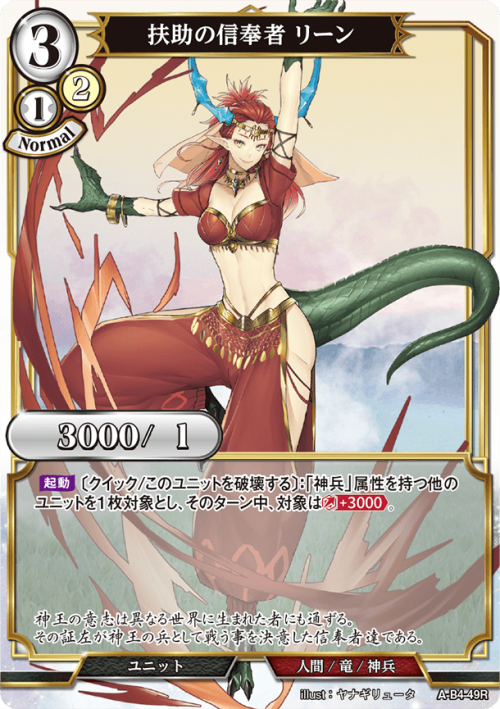 3
扶助の信奉者 リーン
2
1
Normal
3000/ 1
起動 〔クイック/このユニットを破壊する〕:「神兵」属性を持つ他の
ユニットを1枚対象とし、そのターン中、対象は+3000。
神王の意志は異なる世界に生まれた者にも通ずる。
その証左が神王の兵として戦う事を決意した信奉者達である。
ユニット
人間 / 竜 / 神兵
illust：ヤナギリュータ
A-B4-49R